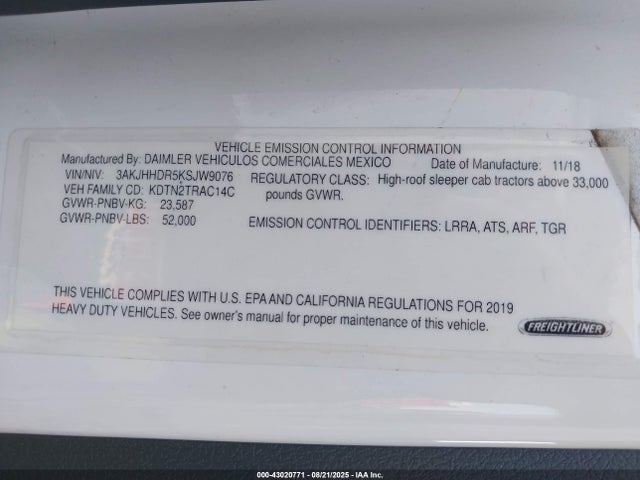 VEHICLE EMISSION CONTROL INFORMATION
Manufactured By: DAIMLER VEHICULOS COMERCIALES MEXICO Date of Manufacture: 11/18
VIN/NIV: 3AKJHHDR5KSJW9076 REGULATORY CLASS: High-roof sleeper cab tractors above 33,000
VEH FAMILY CD: KDTN2TRAC14C pounds GVWR.
GVWR-PNBV-KG: 23,587
GVWR-PNBV-LBS: 52,000 EMISSION CONTROL IDENTIFIERS: LRRA, ATS, ARF, TGR
THIS VEHICLE COMPLIES WITH U.S. EPA AND CALIFORNIA REGULATIONS FOR 2019
HEAVY DUTY VEHICLES. See owner's manual for proper maintenance of this vehicle.
FREIGHTLINER
000-43020771 - 08/21/2025 - IAA Inc.